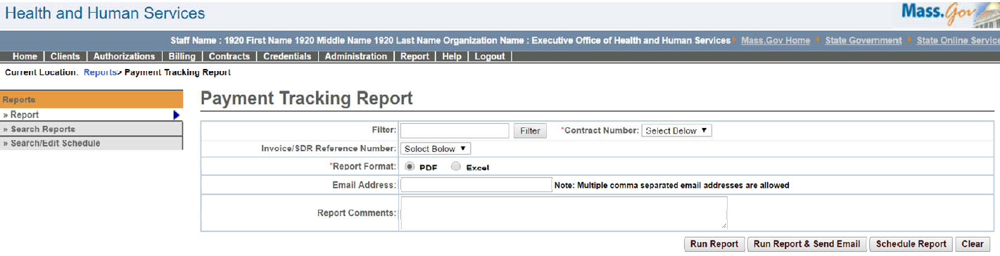 Health and Human Services
Mass.Gov
Staff Name : 1920 First Name 1920 Middle Name 1920 Last Name Organization Name : Executive Office of Health and Human Services Mass.Gov Home State Government State Online Service
Home | Clients | Authorizations | Billing | Contracts | Credentials | Administration | Report | Help | Logout |
Current Location: Reports> Payment Tracking Report
Reports
» Report
» Search Reports
» Search/Edit Schedule
Payment Tracking Report
Filter: Filter *Contract Number: Select Below
Invoice/SDR Reference Number: Select Below
*Report Format: PDF Excel
Email Address: Note: Multiple comma separated email addresses are allowed
Report Comments:
Run Report Run Report & Send Email Schedule Report Clear